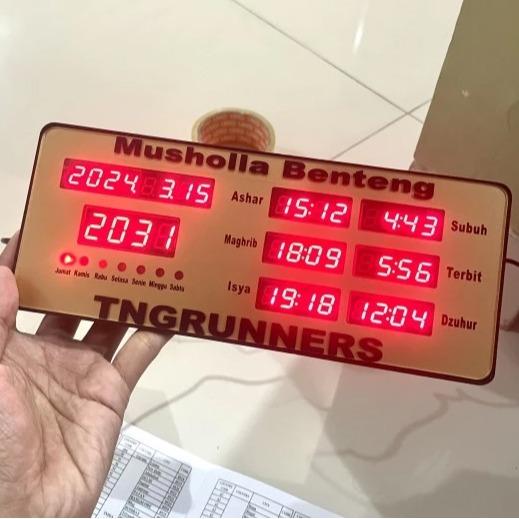 Musholla Benteng
2024 3.15
Ashar 15:12 4:43 Subuh
2031
Maghrib 18:09 5:56 Terbit
Jumat Kamis Rabu Selasa Senin Minggu Sabtu
Isya 19:18 12:04 Dzuhur
TNGRUNNERS